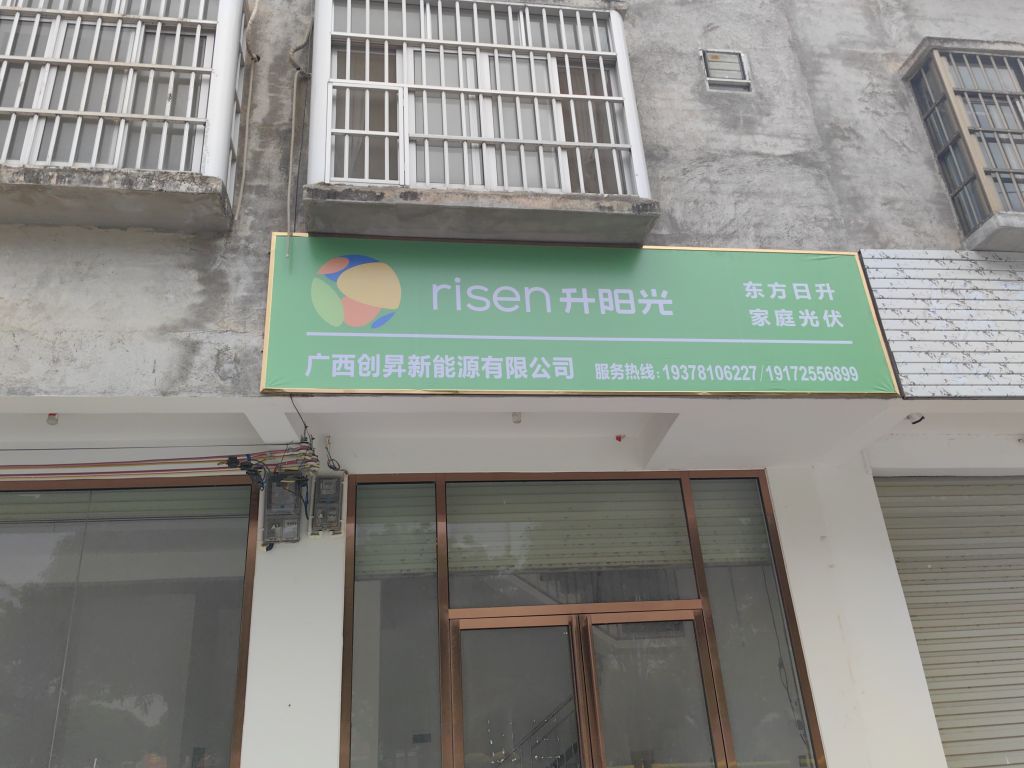 risen 升阳光
东方日升
家庭光伏
广西创昇新能源有限公司 服务热线:19378106227/19172556899